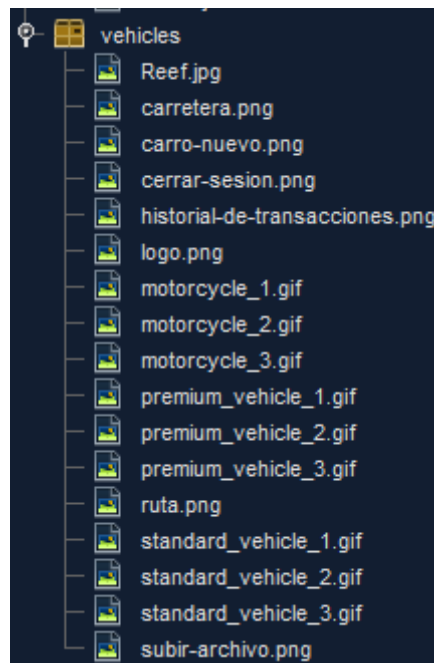 vehicles
Reef.jpg
carretera.png
carro-nuevo.png
cerrar-sesion.png
historial-de-transacciones.png
logo.png
motorcycle_1.gif
motorcycle_2.gif
motorcycle_3.gif
premium_vehicle_1.gif
premium_vehicle_2.gif
premium_vehicle_3.gif
ruta.png
standard_vehicle_1.gif
standard_vehicle_2.gif
standard_vehicle_3.gif
subir-archivo.png